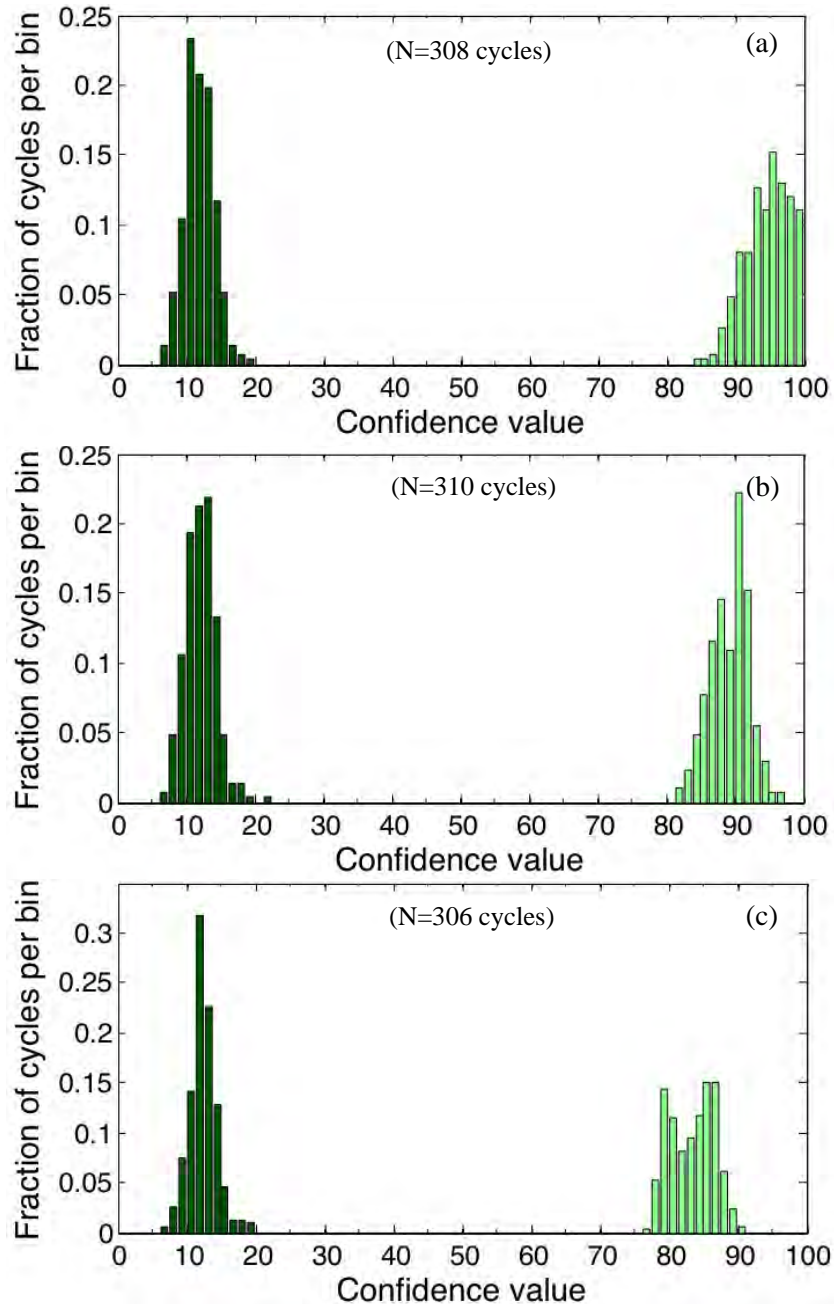 0.25
(N=308 cycles)
(a)
0.2
0.15
0.1
0.05
0
Fraction of cycles per bin
0 10 20 30 40 50 60 70 80 90 100
Confidence value
0.25
(N=310 cycles)
(b)
0.2
0.15
0.1
0.05
0
Fraction of cycles per bin
0 10 20 30 40 50 60 70 80 90 100
Confidence value
(N=306 cycles)
(c)
0.3
0.25
0.2
0.15
0.1
0.05
0
Fraction of cycles per bin
0 10 20 30 40 50 60 70 80 90 100
Confidence value